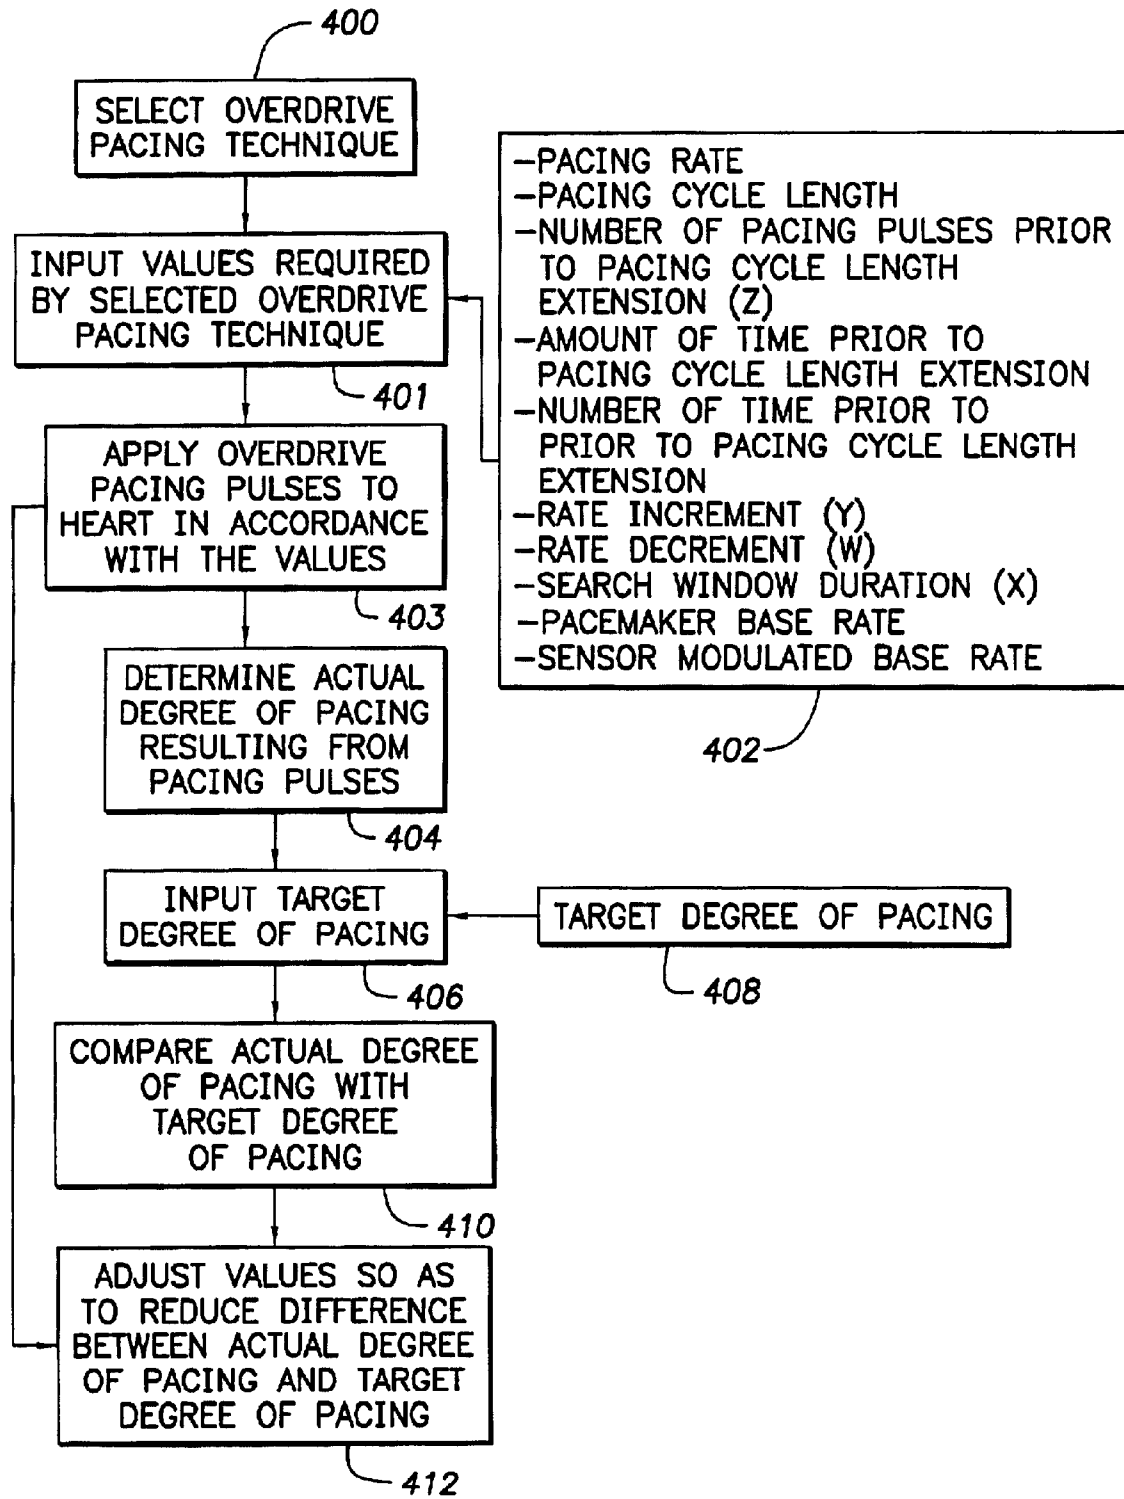 400
SELECT OVERDRIVE
PACING TECHNIQUE
INPUT VALUES REQUIRED
BY SELECTED OVERDRIVE
PACING TECHNIQUE
401
-PACING RATE
-PACING CYCLE LENGTH
-NUMBER OF PACING PULSES PRIOR
TO PACING CYCLE LENGTH
EXTENSION (Z)
-AMOUNT OF TIME PRIOR TO
PACING CYCLE LENGTH EXTENSION
-NUMBER OF TIME PRIOR TO
PRIOR TO PACING CYCLE LENGTH
EXTENSION
-RATE INCREMENT (Y)
-RATE DECREMENT (W)
-SEARCH WINDOW DURATION (X)
-PACEMAKER BASE RATE
-SENSOR MODULATED BASE RATE
402
APPLY OVERDRIVE
PACING PULSES TO
HEART IN ACCORDANCE
WITH THE VALUES
403
DETERMINE ACTUAL
DEGREE OF PACING
RESULTING FROM
PACING PULSES
404
INPUT TARGET
DEGREE OF PACING
406
TARGET DEGREE OF PACING
408
COMPARE ACTUAL DEGREE
OF PACING WITH
TARGET DEGREE
OF PACING
410
ADJUST VALUES SO AS
TO REDUCE DIFFERENCE
BETWEEN ACTUAL DEGREE
OF PACING AND TARGET
DEGREE OF PACING
412